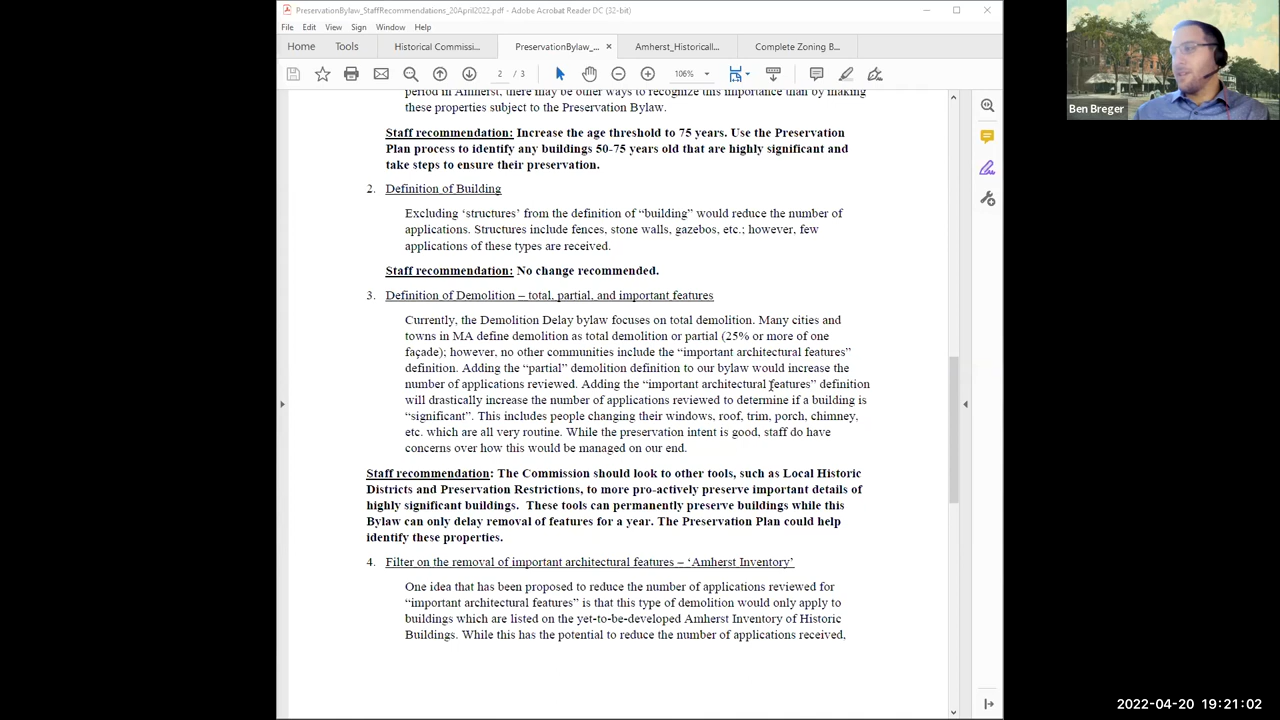 PreservationBylaw_StaffRecommendations_20April2022.pdf - Adobe Acrobat Reader DC (32-bit)
File Edit View Sign Window Help
Home Tools Historical Commissi... PreservationBylaw_... × Amherst_Historicall... Complete Zoning B...
2 / 3 106%
period in Amherst, there may be other ways to recognize this importance than by making
these properties subject to the Preservation Bylaw.
Staff recommendation: Increase the age threshold to 75 years. Use the Preservation
Plan process to identify any buildings 50-75 years old that are highly significant and
take steps to ensure their preservation.
2. Definition of Building
Excluding ‘structures’ from the definition of “building” would reduce the number of
applications. Structures include fences, stone walls, gazebos, etc.; however, few
applications of these types are received.
Staff recommendation: No change recommended.
3. Definition of Demolition – total, partial, and important features
Currently, the Demolition Delay bylaw focuses on total demolition. Many cities and
towns in MA define demolition as total demolition or partial (25% or more of one
façade); however, no other communities include the “important architectural features”
definition. Adding the “partial” demolition definition to our bylaw would increase the
number of applications reviewed. Adding the “important architectural features” definition
will drastically increase the number of applications reviewed to determine if a building is
“significant”. This includes people changing their windows, roof, trim, porch, chimney,
etc. which are all very routine. While the preservation intent is good, staff do have
concerns over how this would be managed on our end.
Staff recommendation: The Commission should look to other tools, such as Local Historic
Districts and Preservation Restrictions, to more pro-actively preserve important details of
highly significant buildings. These tools can permanently preserve buildings while this
Bylaw can only delay removal of features for a year. The Preservation Plan could help
identify these properties.
4. Filter on the removal of important architectural features – ‘Amherst Inventory’
One idea that has been proposed to reduce the number of applications reviewed for
“important architectural features” is that this type of demolition would only apply to
buildings which are listed on the yet-to-be-developed Amherst Inventory of Historic
Buildings. While this has the potential to reduce the number of applications received,
Ben Breger
2022-04-20 19:21:02